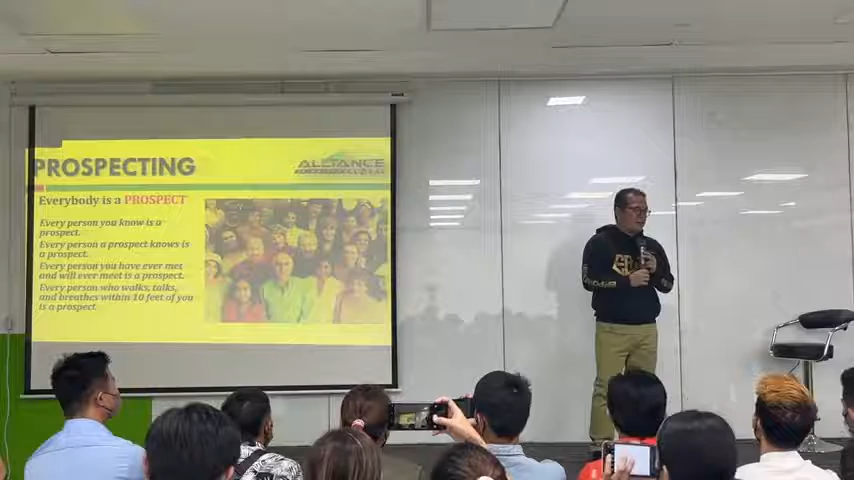 PROSPECTING
ALLIANCE
Everybody is a PROSPECT
Every person you know is a
prospect.
Every person a prospect knows is
a prospect.
Every person you have ever met
and will ever meet is a prospect.
Every person who walks, talks,
and breathes within 10 feet of you
is a prospect